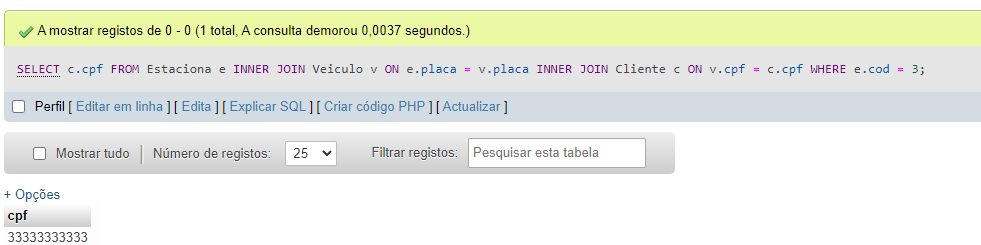 A mostrar registos de 0 - 0 (1 total, A consulta demorou 0,0037 segundos.)
SELECT c.cpf FROM Estaciona e INNER JOIN Veiculo v ON e.placa = v.placa INNER JOIN Cliente c ON v.cpf = c.cpf WHERE e.cod = 3;
Perfil [ Editar em linha ] [ Edita ] [ Explicar SQL ] [ Criar código PHP ] [ Actualizar ]
Mostrar tudo | Número de registos: 25 Filtrar registos: Pesquisar esta tabela
+ Opções
cpf
33333333333